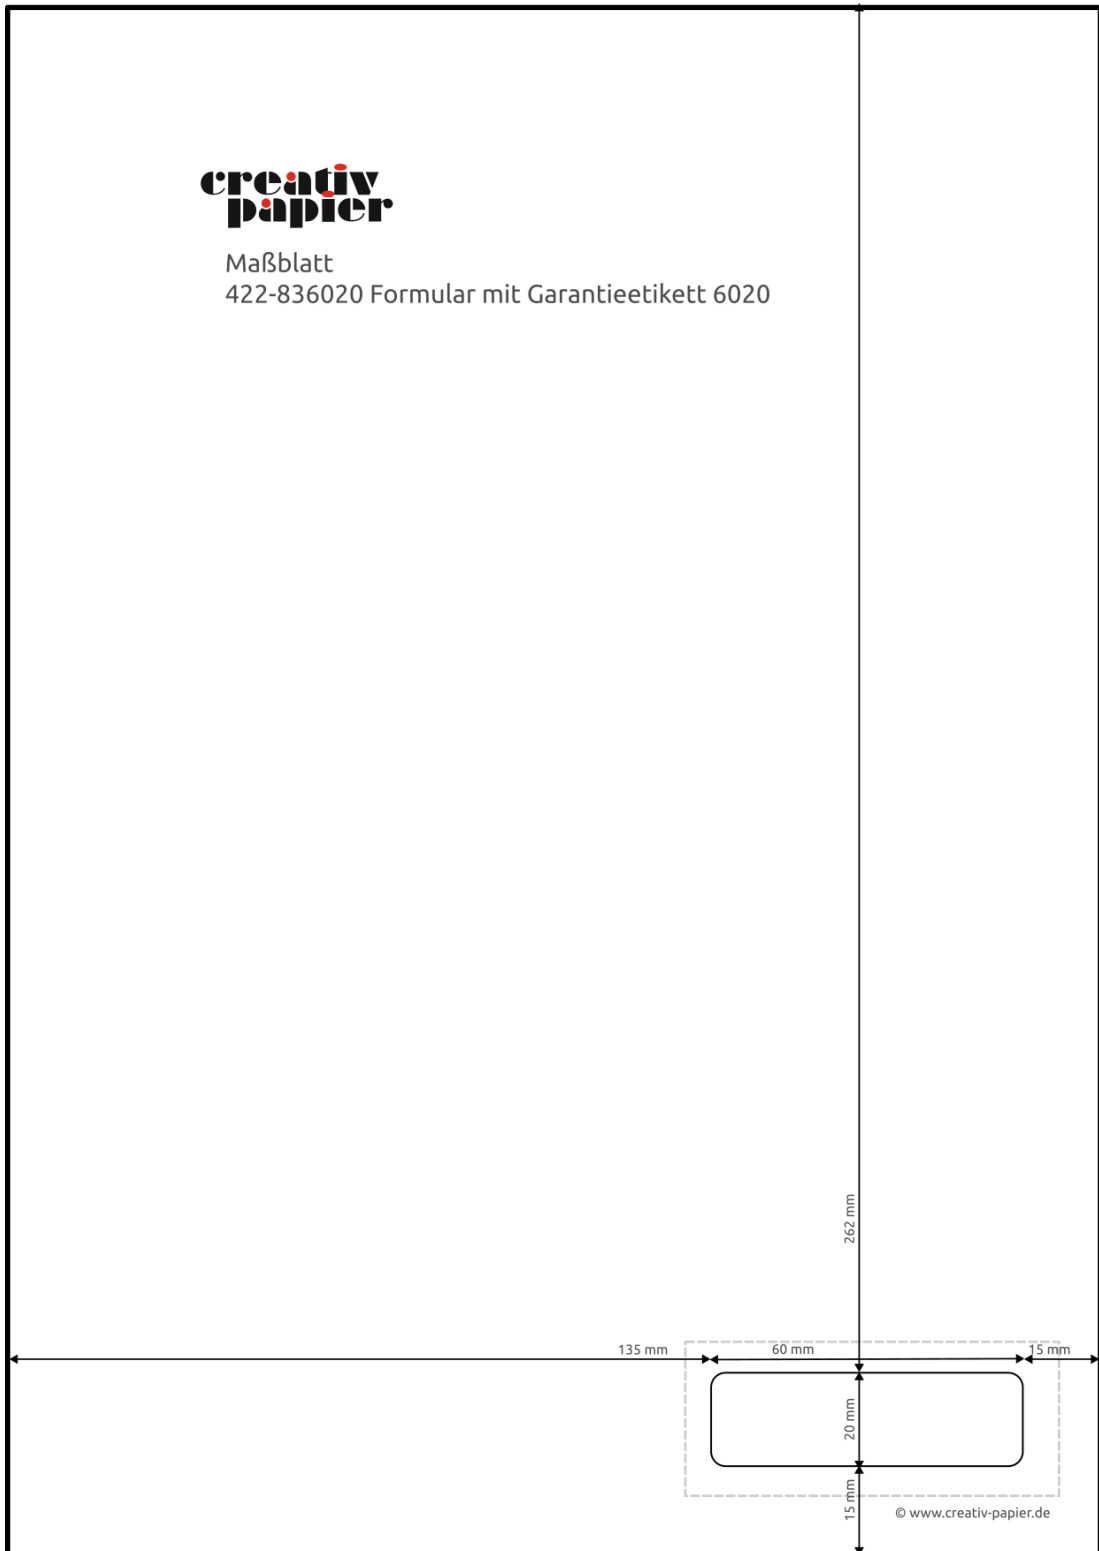 creativ
papier
Maßblatt
422-836020 Formular mit Garantieetikett 6020
262 mm
135 mm
60 mm
15 mm
20 mm
15 mm
© www.creativ-papier.de